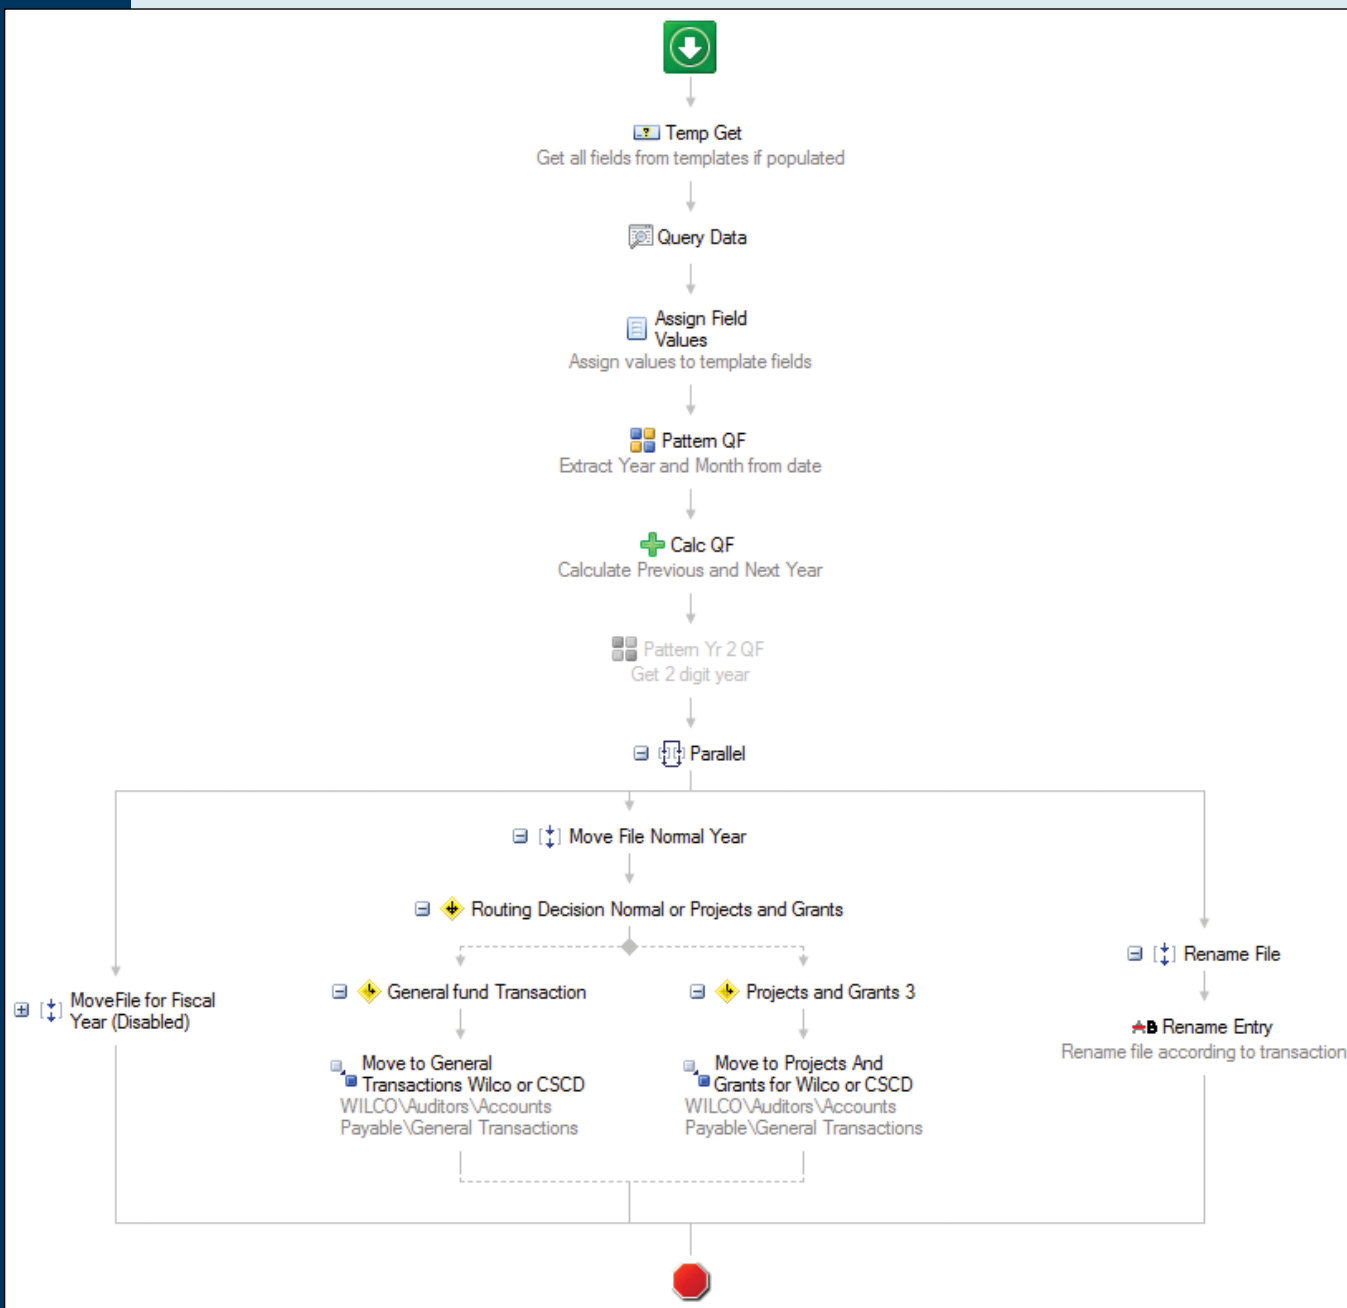 Temp Get
Get all fields from templates if populated
Query Data
Assign Field
Values
Assign values to template fields
Pattern QF
Extract Year and Month from date
Calc QF
Calculate Previous and Next Year
Pattern Yr 2 QF
Get 2 digit year
Parallel
Move File Normal Year
Routing Decision Normal or Projects and Grants
MoveFile for Fiscal
Year (Disabled)
General fund Transaction
Move to General
Transactions Wilco or CSCD
WILCO\Auditors\Accounts
Payable\General Transactions
Projects and Grants 3
Move to Projects And
Grants for Wilco or CSCD
WILCO\Auditors\Accounts
Payable\General Transactions
Rename File
AB Rename Entry
Rename file according to transaction